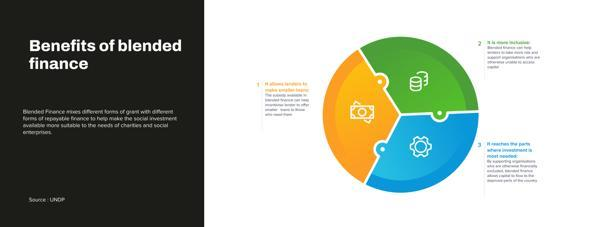 Benefits of blended
finance
Blended Finance mixes different forms of grant with different
forms of repayable finance to help make the social investment
available more suitable to the needs of charities and social
enterprises.
Source : UNDP
1 It allows lenders to
make smaller loans:
The subsidy available in
blended finance can help
incentivise lender to offer
smaller loans to those
who need them
2 It is more inclusive:
Blended finance can help
lenders to take more risk and
support organisations who are
otherwise unable to access
capital
3 It reaches the parts
where investment is
most needed:
By supporting organisations
who are otherwise financially
excluded, blended finance
allows capital to flow to the
deprived parts of the country